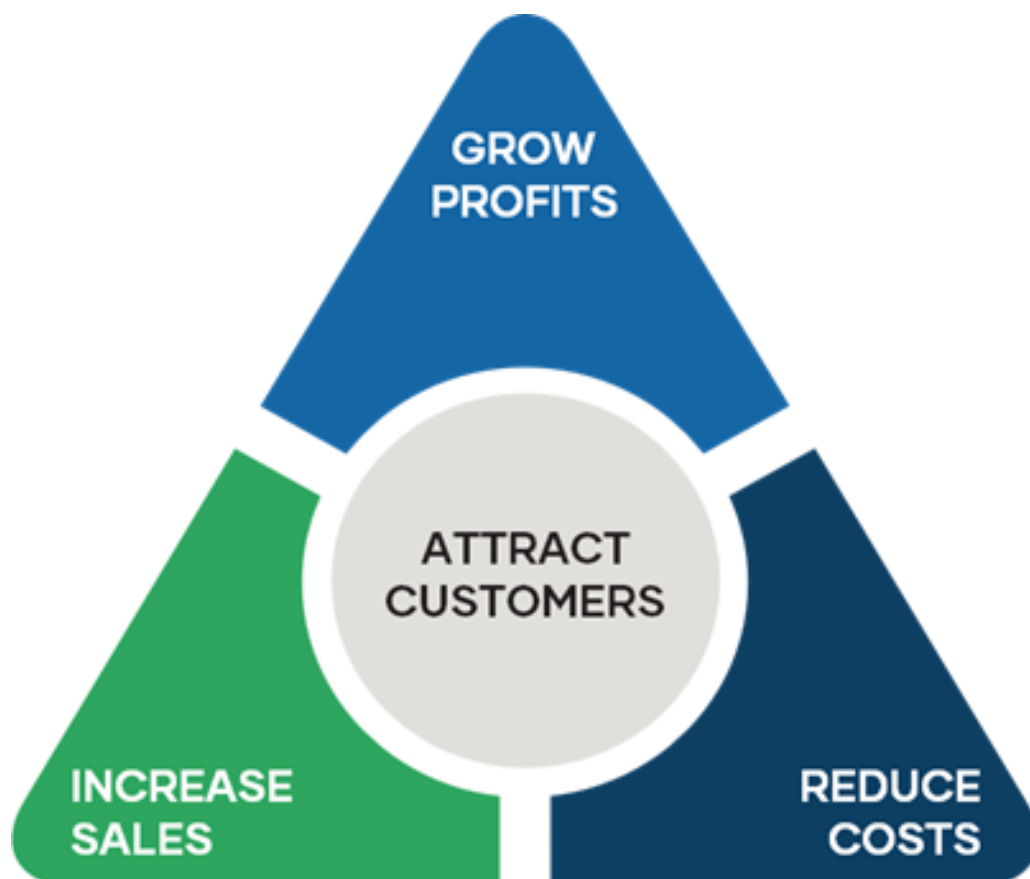 GROW
PROFITS
ATTRACT
CUSTOMERS
INCREASE
SALES
REDUCE
COSTS